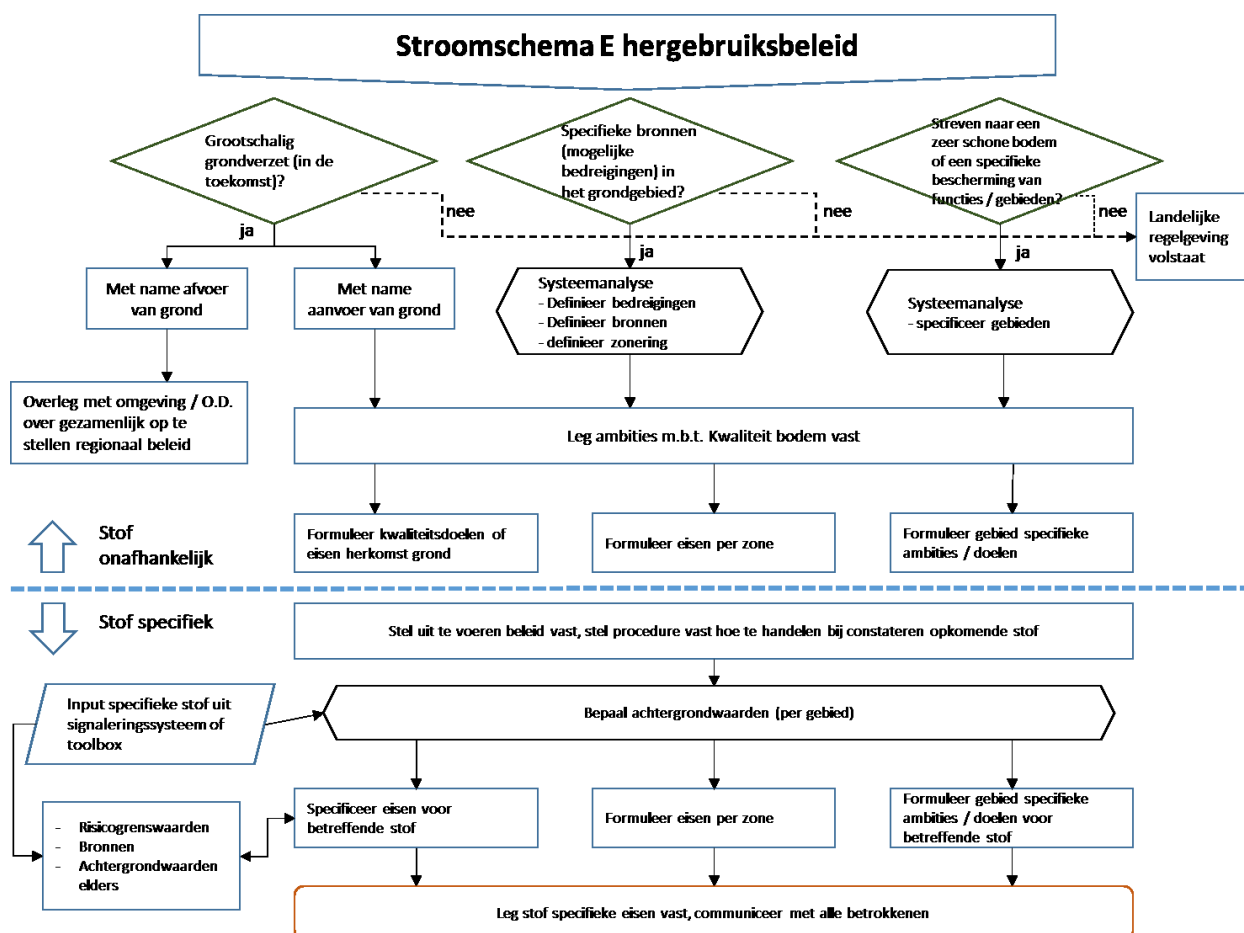 Stroomschema E hergebruiksbeleid
Grootschalig
grondverzet (in de
toekomst)?
Specifieke bronnen
(mogelijke
bedreigingen) in
het grondgebied?
Streven naar een
zeer schone bodem
of een specifieke
bescherming van
functies / gebieden?
nee
nee
nee
ja
ja
ja
Landelijke
regelgeving
volstaat
Met name afvoer
van grond
Met name
aanvoer van grond
Systeemanalyse
- Definieer bedreigingen
- Definieer bronnen
- definieer zonering
Systeemanalyse
- specificeer gebieden
Overleg met omgeving / O.D.
over gezamenlijk op te
stellen regionaal beleid
Leg ambities m.b.t. Kwaliteit bodem vast
Stof
onafhankelijk
Formuleer kwaliteitsdoelen of
eisen herkomst grond
Formuleer eisen per zone
Formuleer gebied specifieke
ambities / doelen
Stof specifiek
Stel uit te voeren beleid vast, stel procedure vast hoe te handelen bij constateren opkomende stof
Input specifieke stof uit
signaleringssysteem of
toolbox
Bepaal achtergrondwaarden (per gebied)
- Risicogrenswaarden
- Bronnen
- Achtergrondwaarden
elders
Specificeer eisen voor
betreffende stof
Formuleer eisen per zone
Formuleer gebied specifieke
ambities / doelen voor
betreffende stof
Leg stof specifieke eisen vast, communiceer met alle betrokkenen